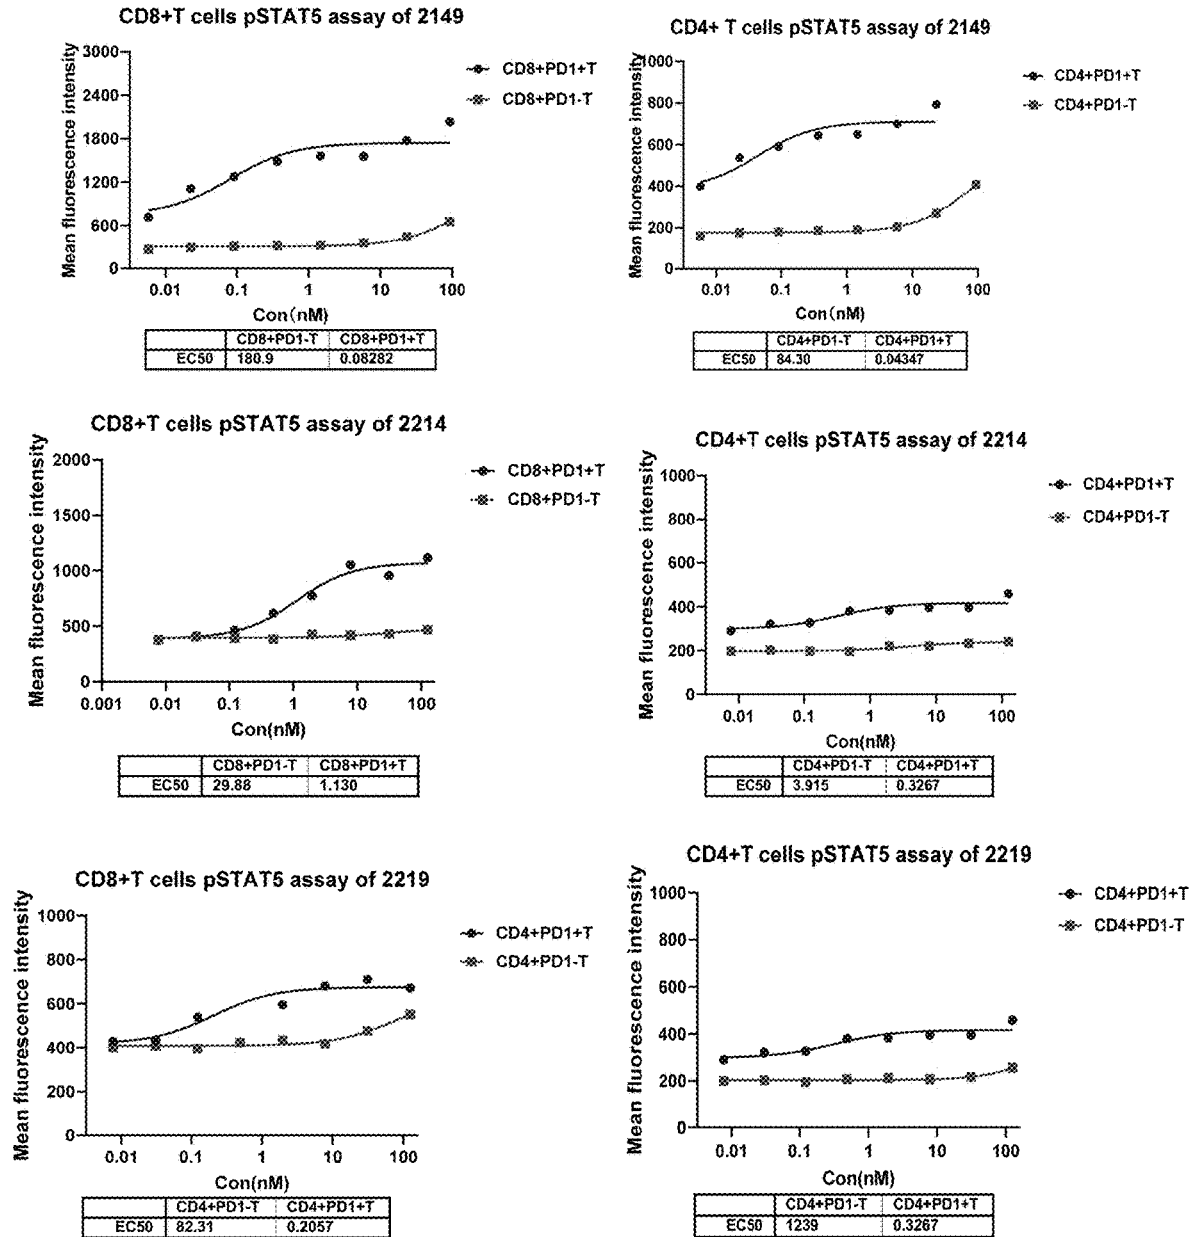 CD8+T cells pSTAT5 assay of 2149
Mean fluorescence intensity
3000
2400
1800
1200
600
0
0.01 0.1 1 10 100
Con(nM)
CD8+PD1+T
CD8+PD1-T
CD8+PD1-T CD8+PD1+T
EC50 180.9 0.08282
CD4+ T cells pSTAT5 assay of 2149
Mean fluorescence intensity
1000
800
600
400
200
0
0.01 0.1 1 10 100
Con(nM)
CD4+PD1+T
CD4+PD1-T
CD4+PD1-T CD4+PD1+T
EC50 84.30 0.04347
CD8+T cells pSTAT5 assay of 2214
Mean fluorescence intensity
2000
1500
1000
500
0
0.001 0.01 0.1 1 10 100
Con(nM)
CD8+PD1+T
CD8+PD1-T
CD8+PD1-T CD8+PD1+T
EC50 29.88 1.130
CD4+T cells pSTAT5 assay of 2214
Mean fluorescence intensity
1000
800
600
400
200
0
0.01 0.1 1 10 100
Con(nM)
CD4+PD1+T
CD4+PD1-T
CD4+PD1-T CD4+PD1+T
EC50 3.915 0.3267
CD8+T cells pSTAT5 assay of 2219
Mean fluorescence intensity
1000
800
600
400
200
0
0.01 0.1 1 10 100
Con(nM)
CD4+PD1+T
CD4+PD1-T
CD4+PD1-T CD4+PD1+T
EC50 82.31 0.2057
CD4+T cells pSTAT5 assay of 2219
Mean fluorescence intensity
1000
800
600
400
200
0
0.01 0.1 1 10 100
Con(nM)
CD4+PD1+T
CD4+PD1-T
CD4+PD1-T CD4+PD1+T
EC50 1239 0.3267